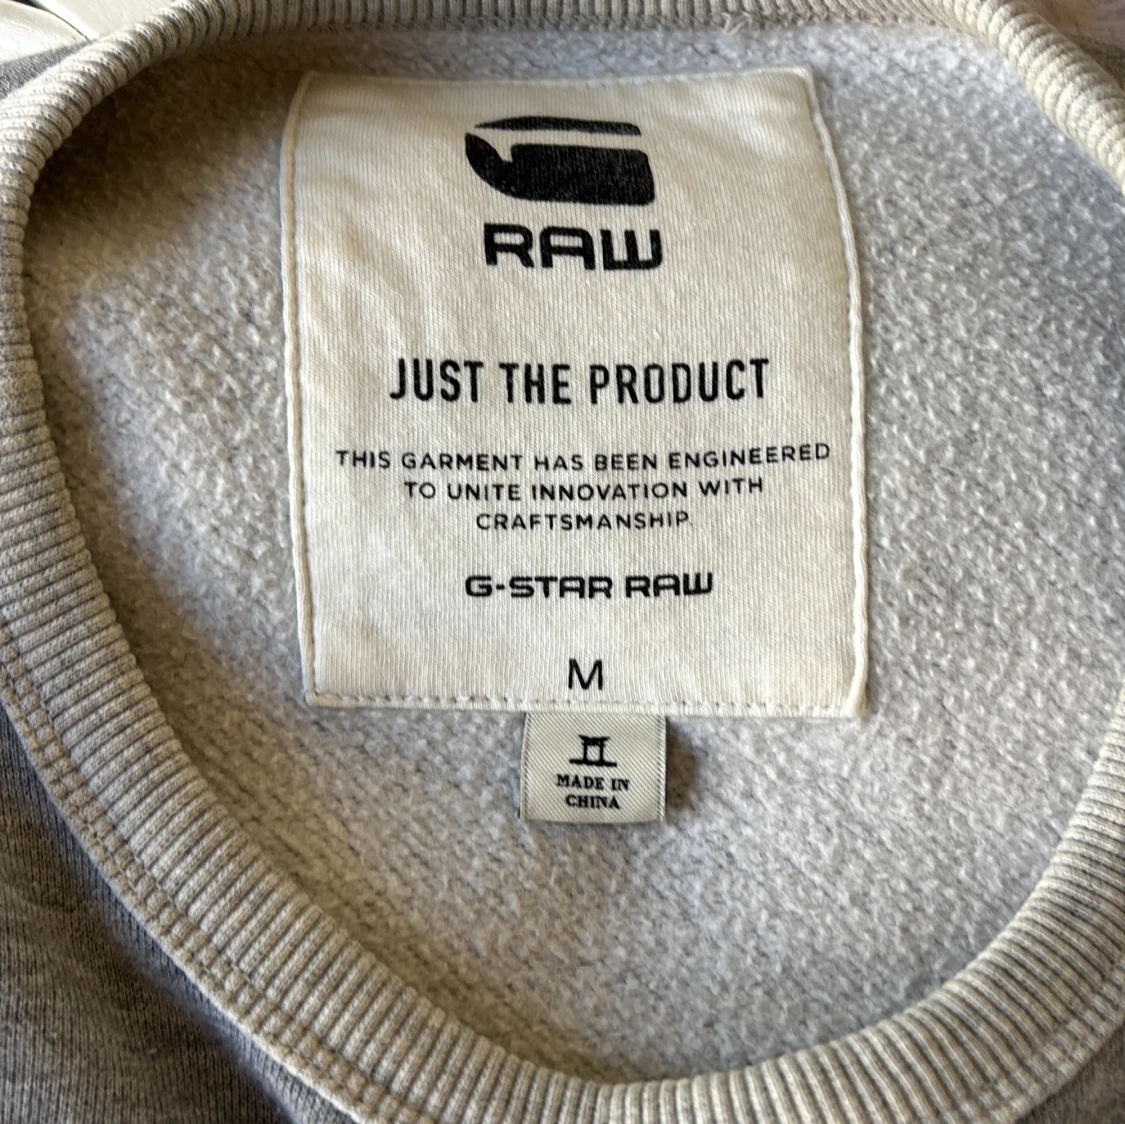 RAW
JUST THE PRODUCT
THIS GARMENT HAS BEEN ENGINEERED
TO UNITE INNOVATION WITH
CRAFTSMANSHIP.
G-STAR RAW
M
MADE IN
CHINA